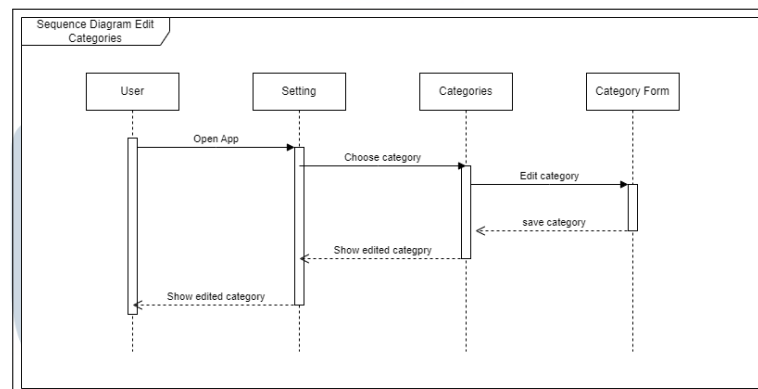 Sequence Diagram Edit
Categories
User
Setting
Categories
Category Form
Open App
Choose category
Edit category
save category
Show edited categpry
Show edited category